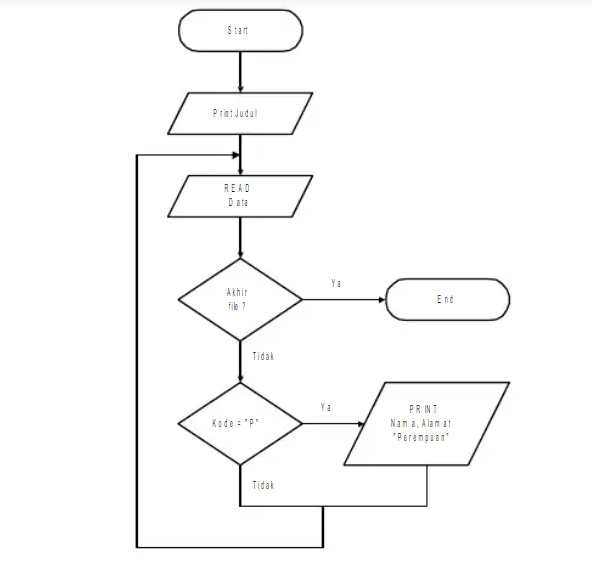 Start
Print Judul
READ
Data
Akhir
file ?
Ya
End
Tidak
Kode = "P"
Ya
PRINT
Nama, Alamat
"Perempuan"
Tidak